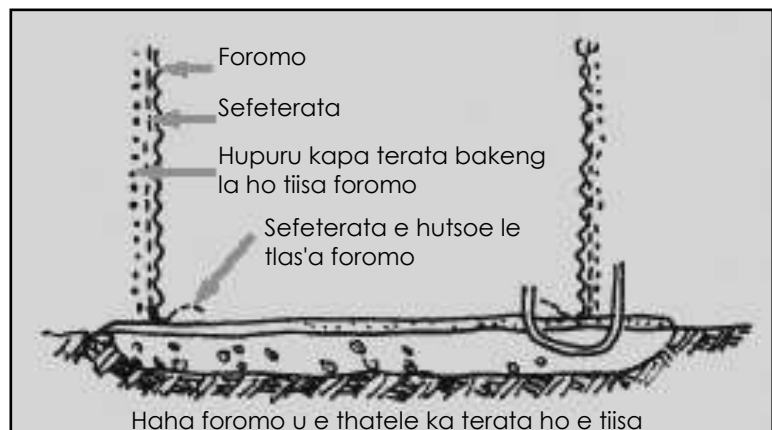 Foromo
Sefeterata
Hupuru kapa terata bakeng
la ho tiisa foromo
Sefeterata e hutsoe le
tlas'a foromo
Haha foromo u e thatele ka terata ho e tiisa